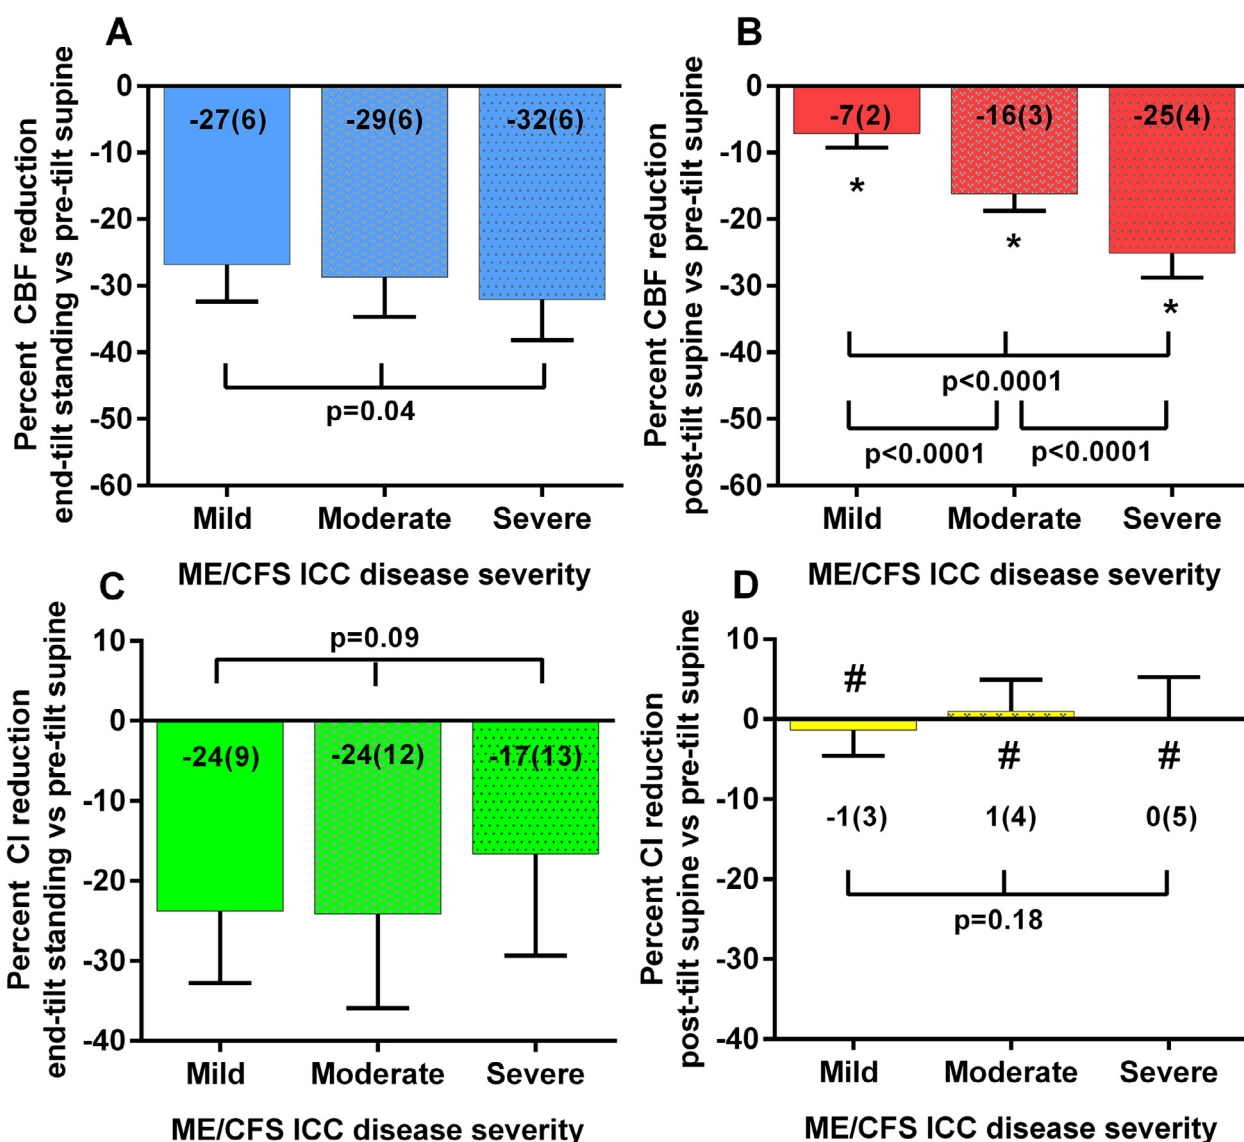 A
Percent  CBF reduction
end-tilt standing vs pre-tilt supine
0
-10
-20
-30
-40
-50
-60
-27(6)
-29(6)
-32(6)
p=0.04
Mild
Moderate
Severe
ME/CFS ICC disease severity
B
Percent CBF reduction
post-tilt supine vs pre-tilt supine
0
-10
-20
-30
-40
-50
-60
-7(2)
-16(3)
-25(4)
*
*
*
p<0.0001
p<0.0001
p<0.0001
Mild
Moderate
Severe
ME/CFS ICC disease severity
C
Percent  CI reduction
end-tilt standing vs pre-tilt supine
10
0
-10
-20
-30
-40
p=0.09
-24(9)
-24(12)
-17(13)
Mild
Moderate
Severe
ME/CFS ICC disease severity
D
Percent CI reduction
post-tilt supine vs pre-tilt supine
10
0
-10
-20
-30
-40
#
#
#
-1(3)
1(4)
0(5)
p=0.18
Mild
Moderate
Severe
ME/CFS ICC disease severity